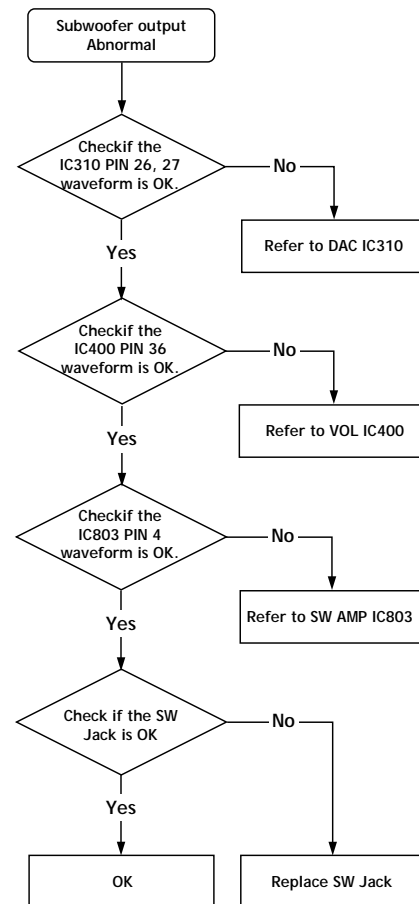 Subwoofer output
Abnormal
Checkif the
IC310 PIN 26, 27
waveform is OK.
No
Refer to DAC IC310
Yes
Checkif the
IC400 PIN 36
waveform is OK.
No
Refer to VOL IC400
Yes
Checkif the
IC803 PIN 4
waveform is OK.
No
Refer to SW AMP IC803
Yes
Check if the SW
Jack is OK
No
Yes
OK
Replace SW Jack